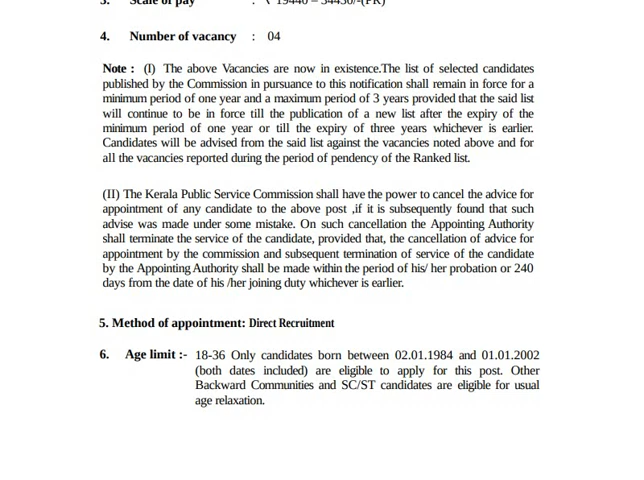 3. Scale of pay : ₹ 19440 – 34430/-(PR)
4. Number of vacancy : 04
Note : (I) The above Vacancies are now in existence.The list of selected candidates
published by the Commission in pursuance to this notification shall remain in force for a
minimum period of one year and a maximum period of 3 years provided that the said list
will continue to be in force till the publication of a new list after the expiry of the
minimum period of one year or till the expiry of three years whichever is earlier.
Candidates will be advised from the said list against the vacancies noted above and for
all the vacancies reported during the period of pendency of the Ranked list.
(II) The Kerala Public Service Commission shall have the power to cancel the advice for
appointment of any candidate to the above post ,if it is subsequently found that such
advise was made under some mistake. On such cancellation the Appointing Authority
shall terminate the service of the candidate, provided that, the cancellation of advice for
appointment by the commission and subsequent termination of service of the candidate
by the Appointing Authority shall be made within the period of his/ her probation or 240
days from the date of his /her joining duty whichever is earlier.
5. Method of appointment: Direct Recruitment
6. Age limit :- 18-36 Only candidates born between 02.01.1984 and 01.01.2002
(both dates included) are eligible to apply for this post. Other
Backward Communities and SC/ST candidates are eligible for usual
age relaxation.